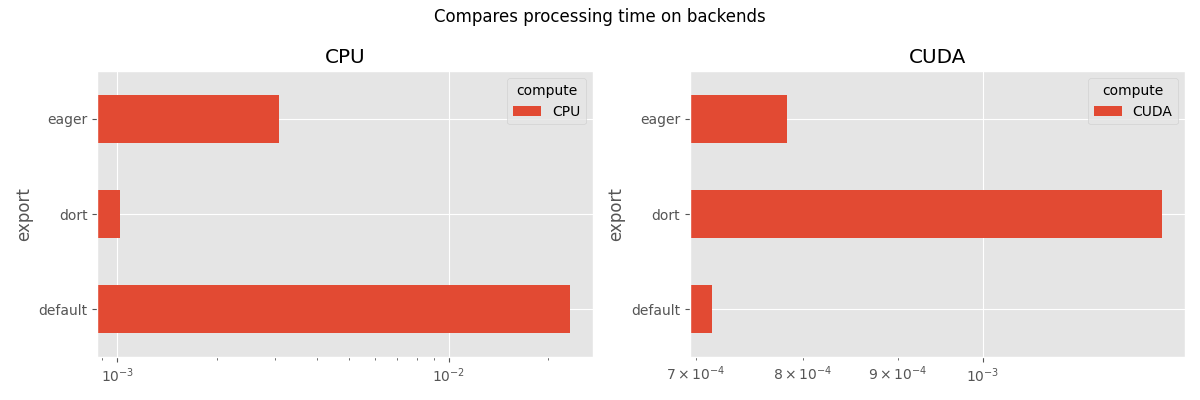 Compares processing time on backends
CPU
export
eager
dort
default
compute
CPU
10⁻³
10⁻²
CUDA
export
eager
dort
default
compute
CUDA
7 × 10⁻⁴
8 × 10⁻⁴
9 × 10⁻⁴
10⁻³